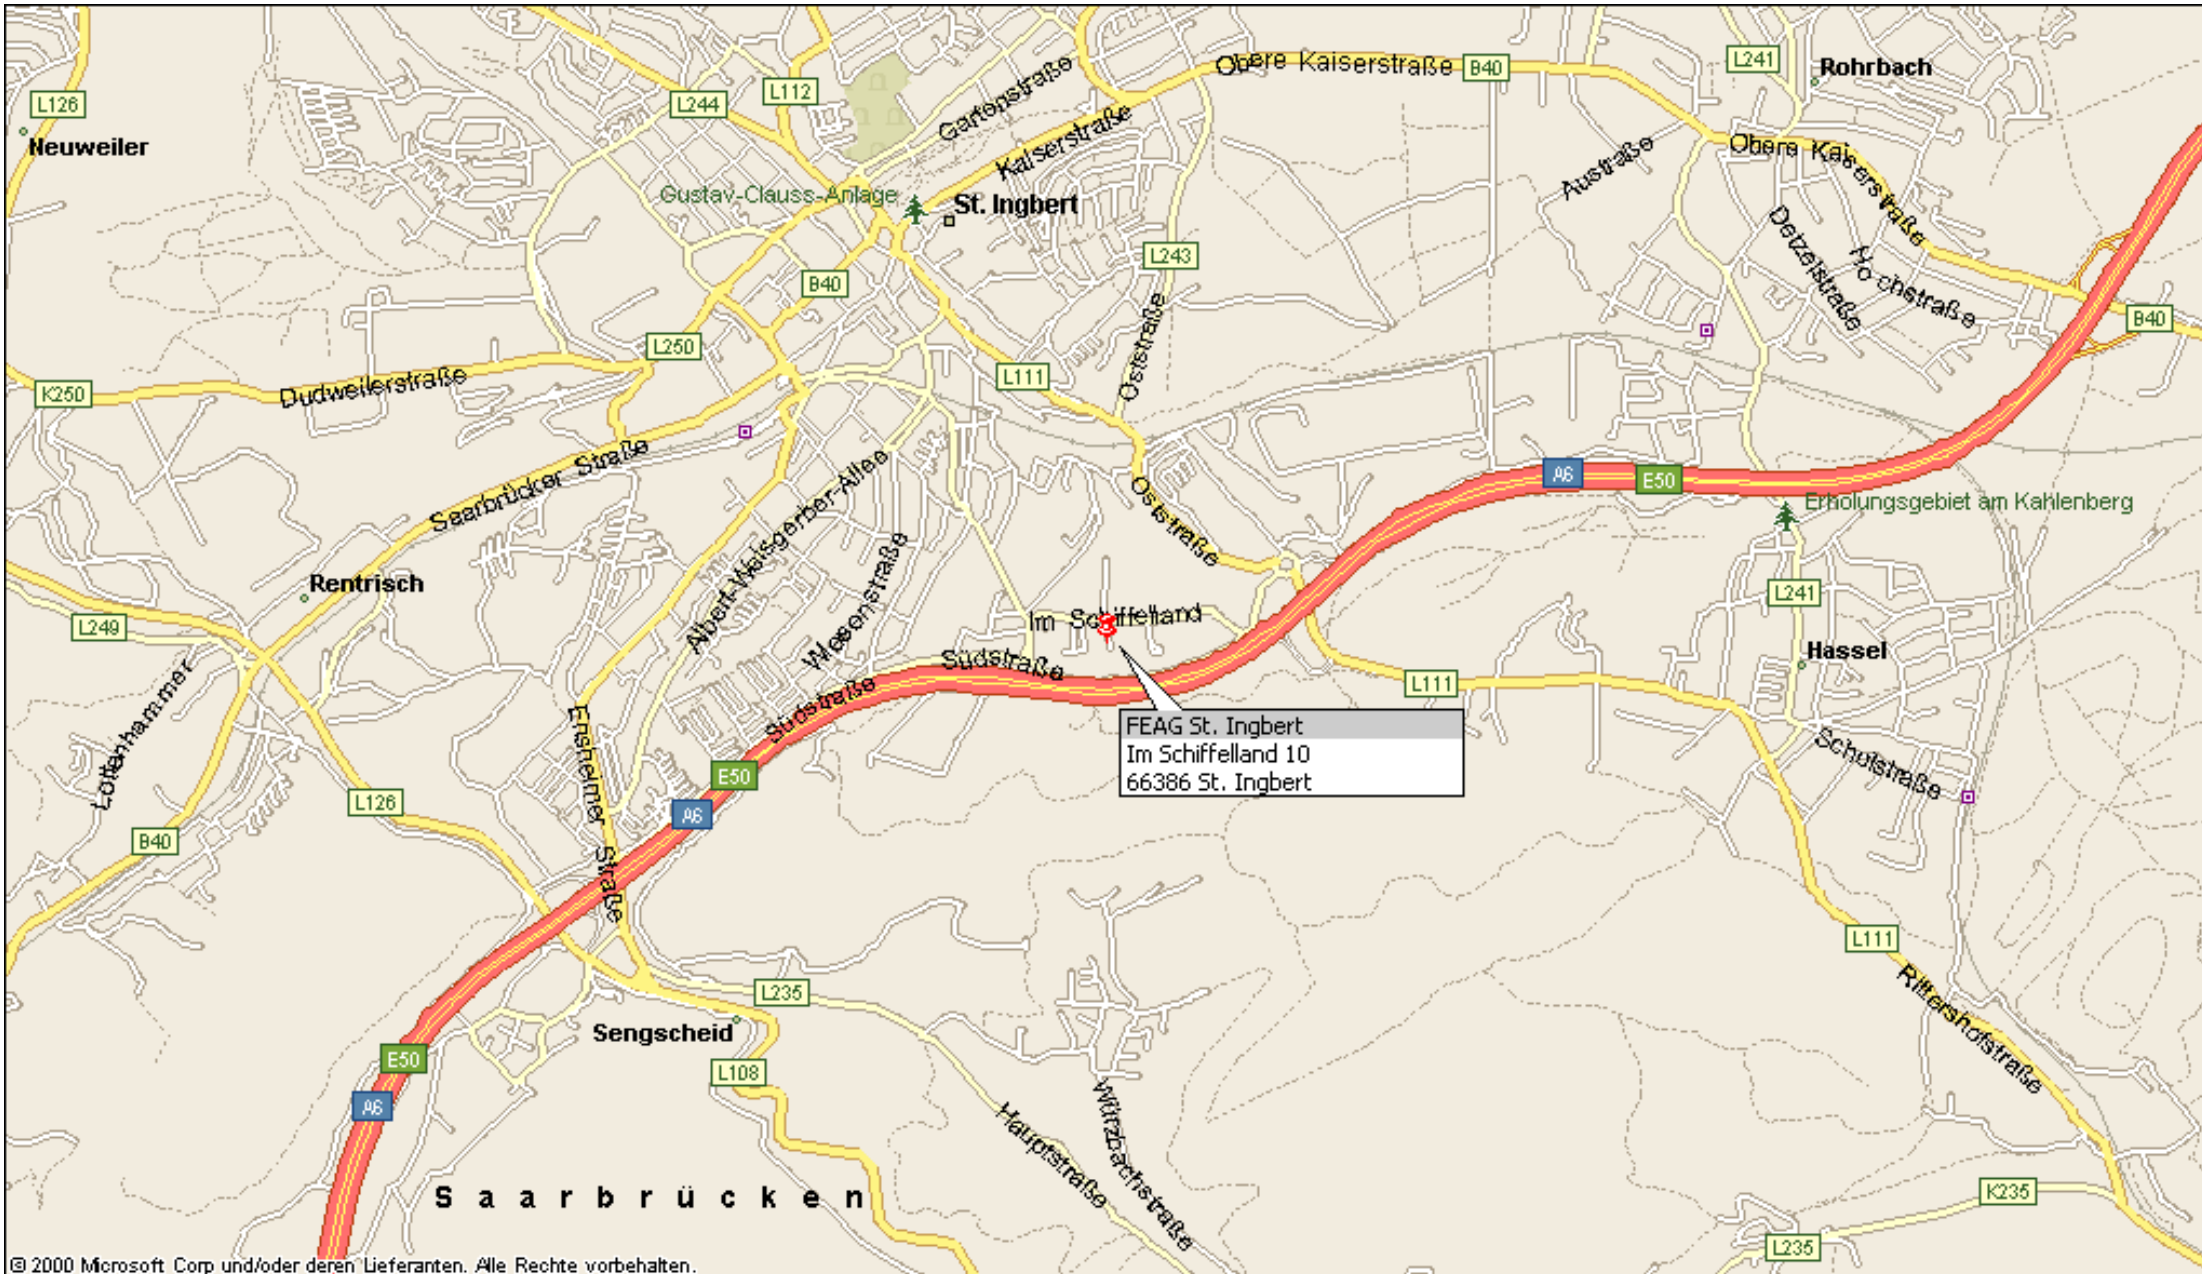 Obere Kaiserstraße
B40
L241
Rohrbach
L126
Neuweiler
L244
L112
Gartenstraße
Kaiserstraße
Austraße
Obere Kaiserstraße
Gustav-Clauss-Anlage
St. Ingbert
L243
B40
Detzelstraße
Hochstraße
B40
L250
Oststraße
L111
K250
Dudweilerstraße
Saarbrücker Straße
A6
E50
Erholungsgebiet am Kahlenberg
Oststraße
Albert-Weisgerber-Allee
Wiesenstraße
Rentrisch
L249
L241
Im Schiffelland
Hassel
Südstraße
L111
Südstraße
Lottenhammer
Ensheimer Straße
FEAG St. Ingbert
Im Schiffelland 10
66386 St. Ingbert
Schulstraße
E50
A6
L126
B40
L111
L235
Rittershofstraße
Sengscheid
E50
L108
A6
Hauptstraße
Würzbachstraße
Saarbrücken
K235
L235
© 2000 Microsoft Corp und/oder deren Lieferanten. Alle Rechte vorbehalten.